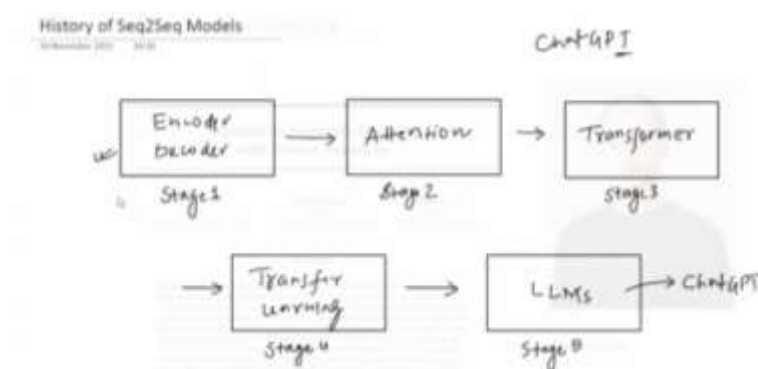 History of Seq2Seq Models
ChatGPT
Encoder
Decoder
Stage 1
Attention
Stage 2
Transformer
Stage 3
Transfer
Learning
Stage 4
LLMs
ChatGPT
Stage 5